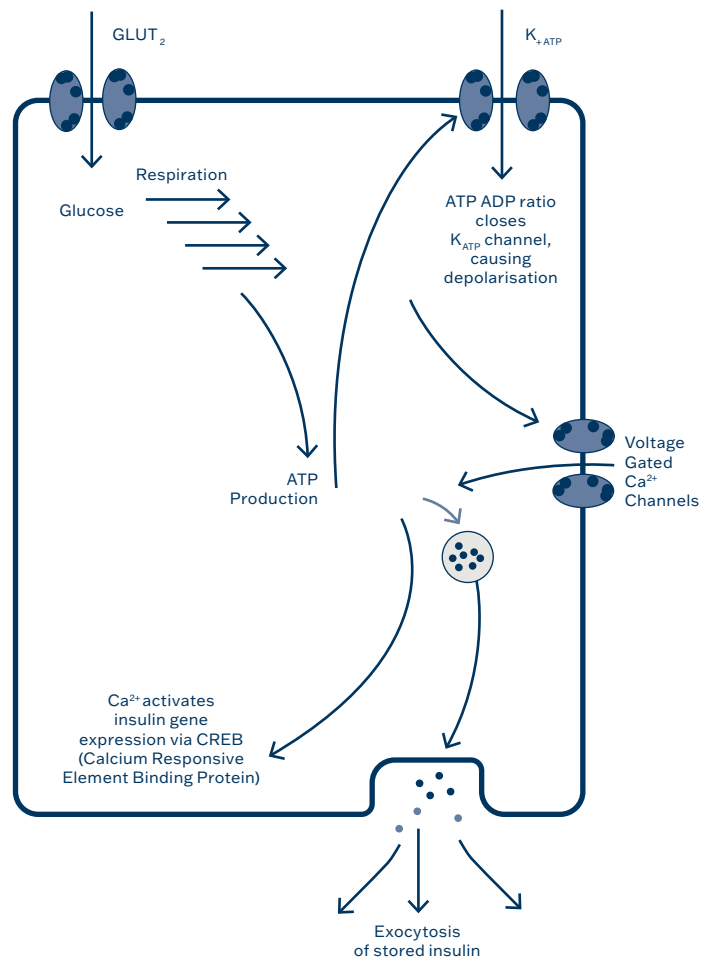 GLUT₂
K₊ATP
Respiration
Glucose
ATP ADP ratio
closes
KATP channel,
causing
depolarisation
Voltage
Gated
Ca²⁺
Channels
ATP
Production
Ca²⁺ activates
insulin gene
expression via CREB
(Calcium Responsive
Element Binding Protein)
Exocytosis
of stored insulin